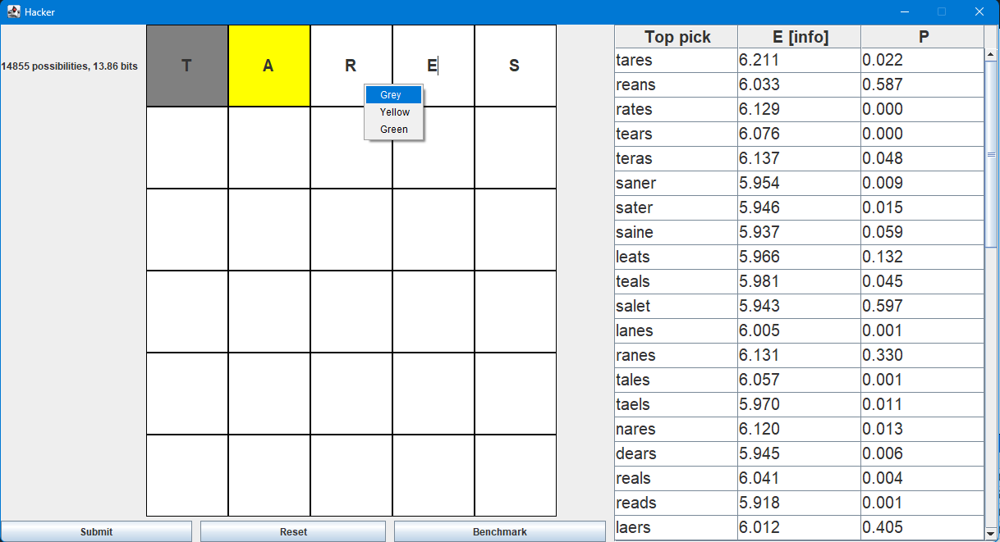 Hacker
14855 possibilities, 13.86 bits
T A R E S
Grey
Yellow
Green
Submit Reset Benchmark
Top pick E [info] P
tares 6.211 0.022
reans 6.033 0.587
rates 6.129 0.000
tears 6.076 0.000
teras 6.137 0.048
saner 5.954 0.009
sater 5.946 0.015
saine 5.937 0.059
leats 5.966 0.132
teals 5.981 0.045
salet 5.943 0.597
lanes 6.005 0.001
ranes 6.131 0.330
tales 6.057 0.001
taels 5.970 0.011
nares 6.120 0.013
dears 5.945 0.006
reals 6.041 0.004
reads 5.918 0.001
laers 6.012 0.405